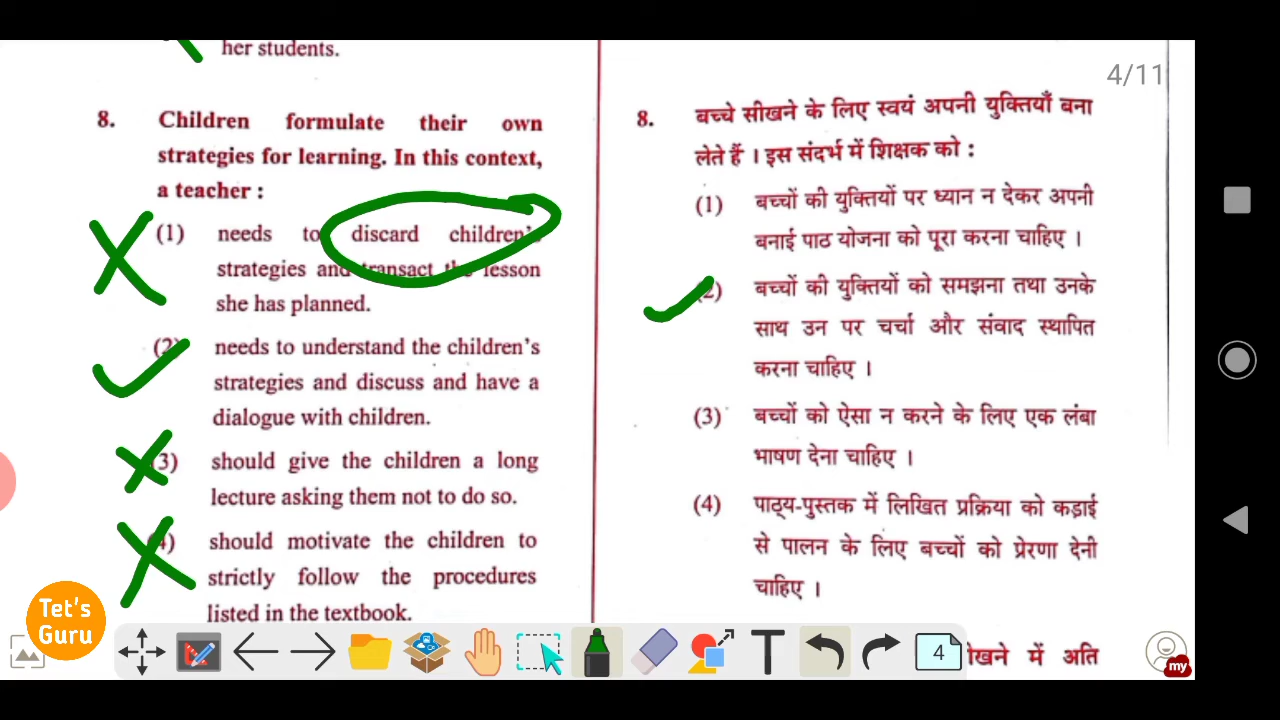 her students.
4/11
8. Children formulate their own
strategies for learning. In this context,
a teacher :
(1) needs to discard children's
strategies and transact the lesson
she has planned.
(2) needs to understand the children's
strategies and discuss and have a
dialogue with children.
(3) should give the children a long
lecture asking them not to do so.
(4) should motivate the children to
strictly follow the procedures
listed in the textbook.
8. बच्चे सीखने के लिए स्वयं अपनी युक्तियाँ बना
लेते हैं । इस संदर्भ में शिक्षक को :
(1) बच्चों की युक्तियों पर ध्यान न देकर अपनी
बनाई पाठ योजना को पूरा करना चाहिए ।
(2) बच्चों की युक्तियों को समझना तथा उनके
साथ उन पर चर्चा और संवाद स्थापित
करना चाहिए ।
(3) बच्चों को ऐसा न करने के लिए एक लंबा
भाषण देना चाहिए ।
(4) पाठ्य-पुस्तक में लिखित प्रक्रिया को कड़ाई
से पालन के लिए बच्चों को प्रेरणा देनी
चाहिए ।
में अति
Tet's
Guru
T
4
my